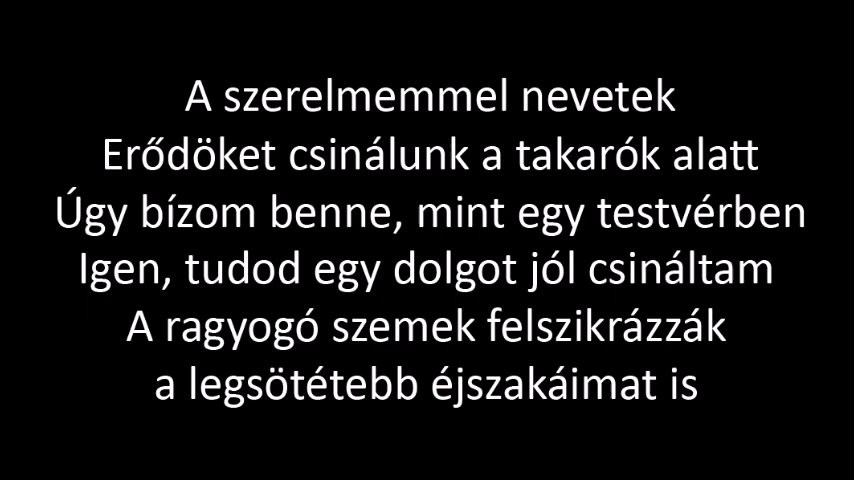 A szerelmemmel nevetek
Erődöket csinálunk a takarók alatt
Úgy bízom benne, mint egy testvérben
Igen, tudod egy dolgot jól csináltam
A ragyogó szemek felszikrázzák
a legsötétebb éjszakáimat is